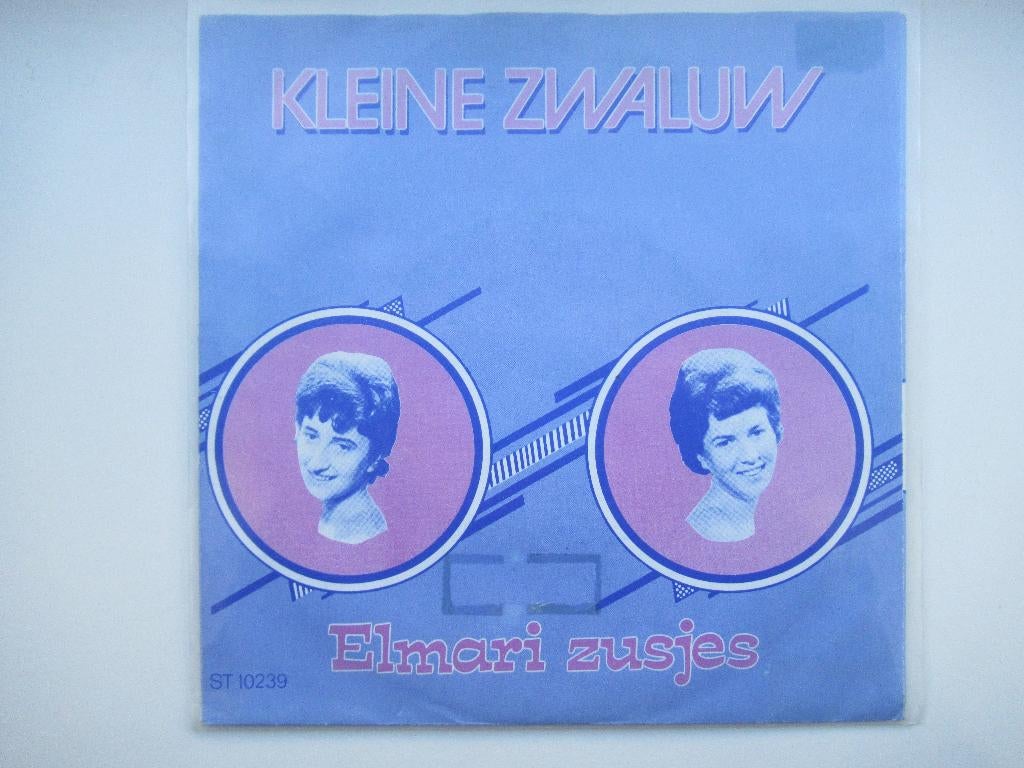 KLEINE ZWALUW
Elmari zusjes
ST 10239